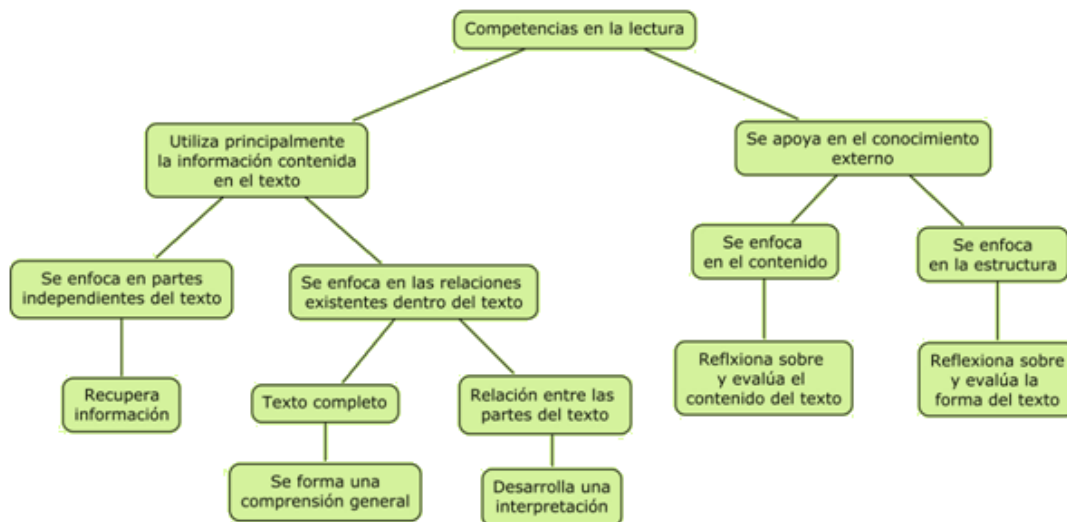 Competencias en la lectura
Utiliza principalmente
la información contenida
en el texto
Se apoya en el conocimiento
externo
Se enfoca en partes
independientes del texto
Se enfoca en las relaciones
existentes dentro del texto
Se enfoca
en el contenido
Se enfoca
en la estructura
Recupera
información
Texto completo
Relación entre las
partes del texto
Reflxiona sobre
y evalúa el
contenido del texto
Reflexiona sobre
y evalúa la
forma del texto
Se forma una
comprensión general
Desarrolla una
interpretación